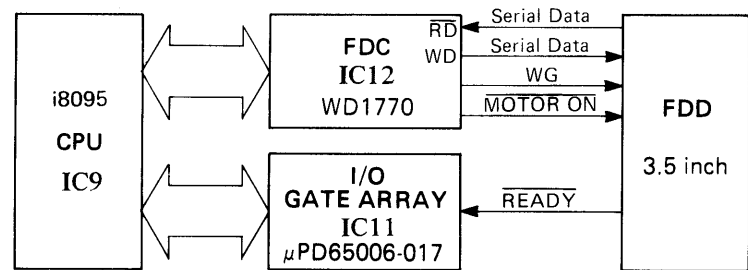 i8095
CPU
IC9
FDC
IC12
WD1770
RD
WD
Serial Data
Serial Data
WG
MOTOR ON
I/O
GATE ARRAY
IC11
μPD65006-017
READY
FDD
3.5 inch